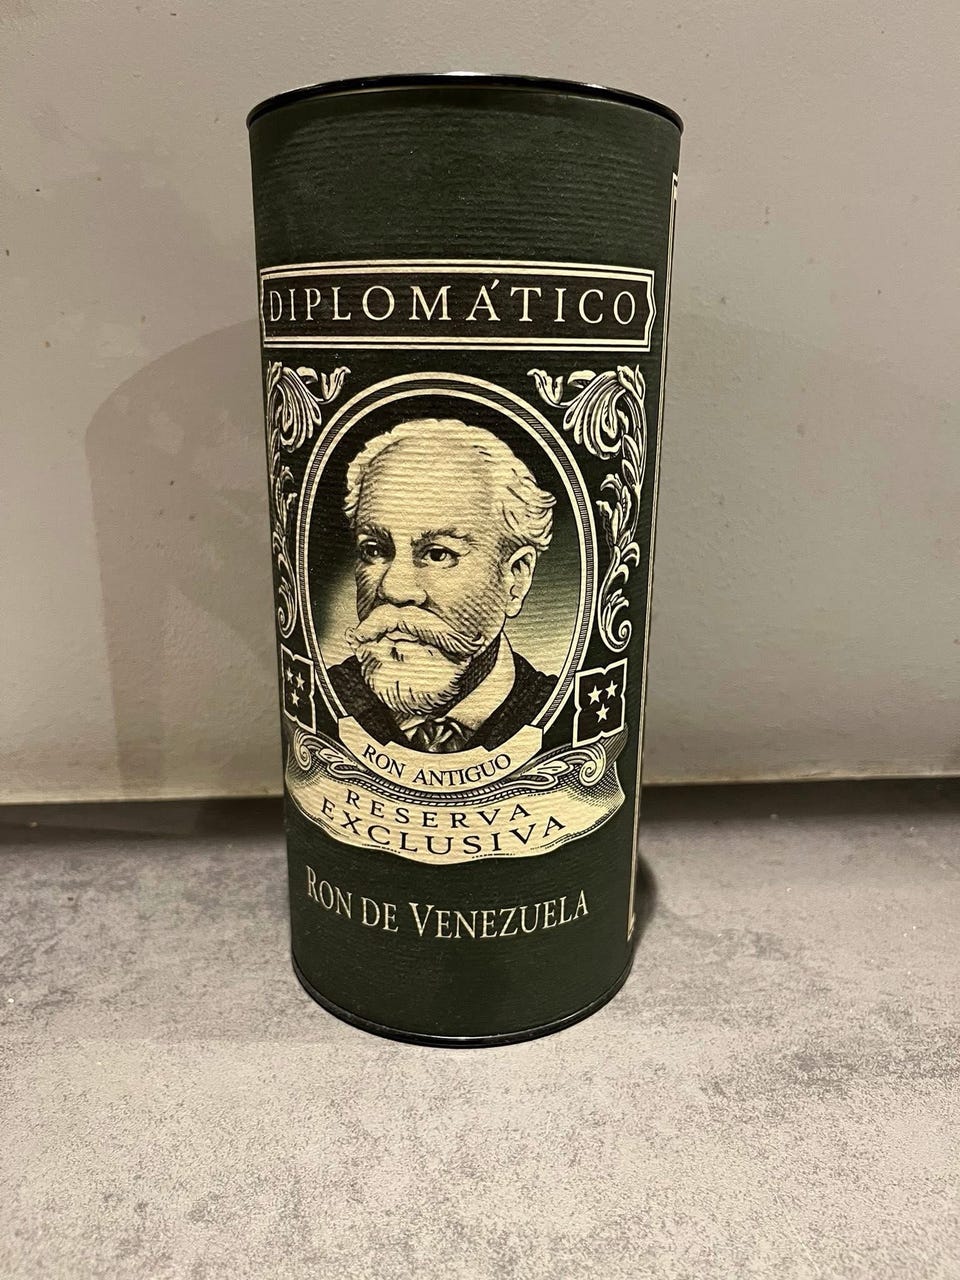 DIPLOMÁTICO
RON ANTIGUO
RESERVA
EXCLUSIVA
RON DE VENEZUELA